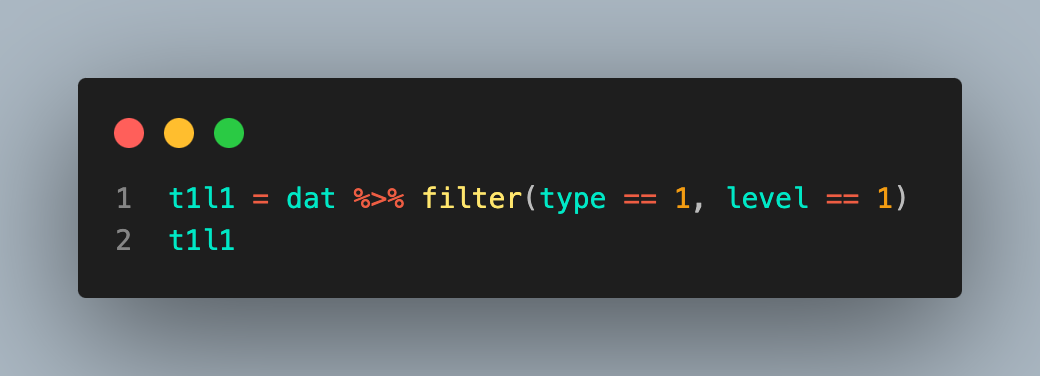 1 t1l1 = dat %>% filter(type == 1, level == 1)
2 t1l1